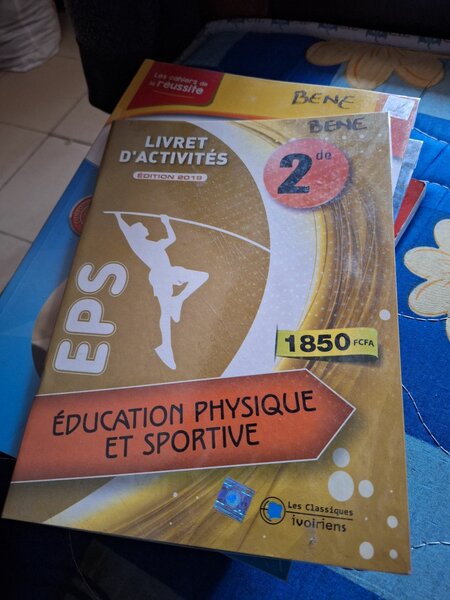 Les cahiers de
la réussite
BENE
BENE
LIVRET
D'ACTIVITÉS
ÉDITION 2019
2de
EPS
1850 FCFA
ÉDUCATION PHYSIQUE
ET SPORTIVE
Les Classiques
ivoiriens